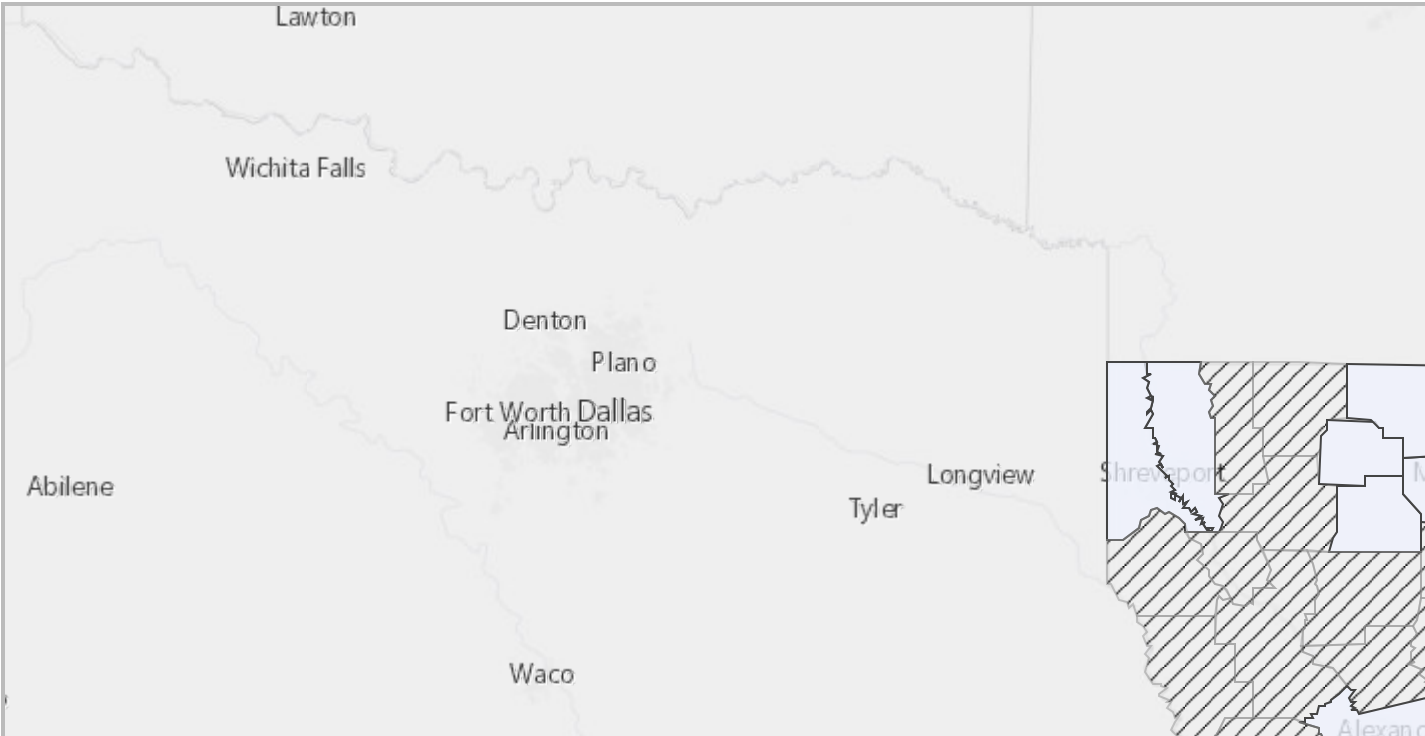 Lawton
Wichita Falls
Denton
Plano
Fort Worth Dallas
Arlington
Abilene
Longview
Shreveport
Tyler
Waco